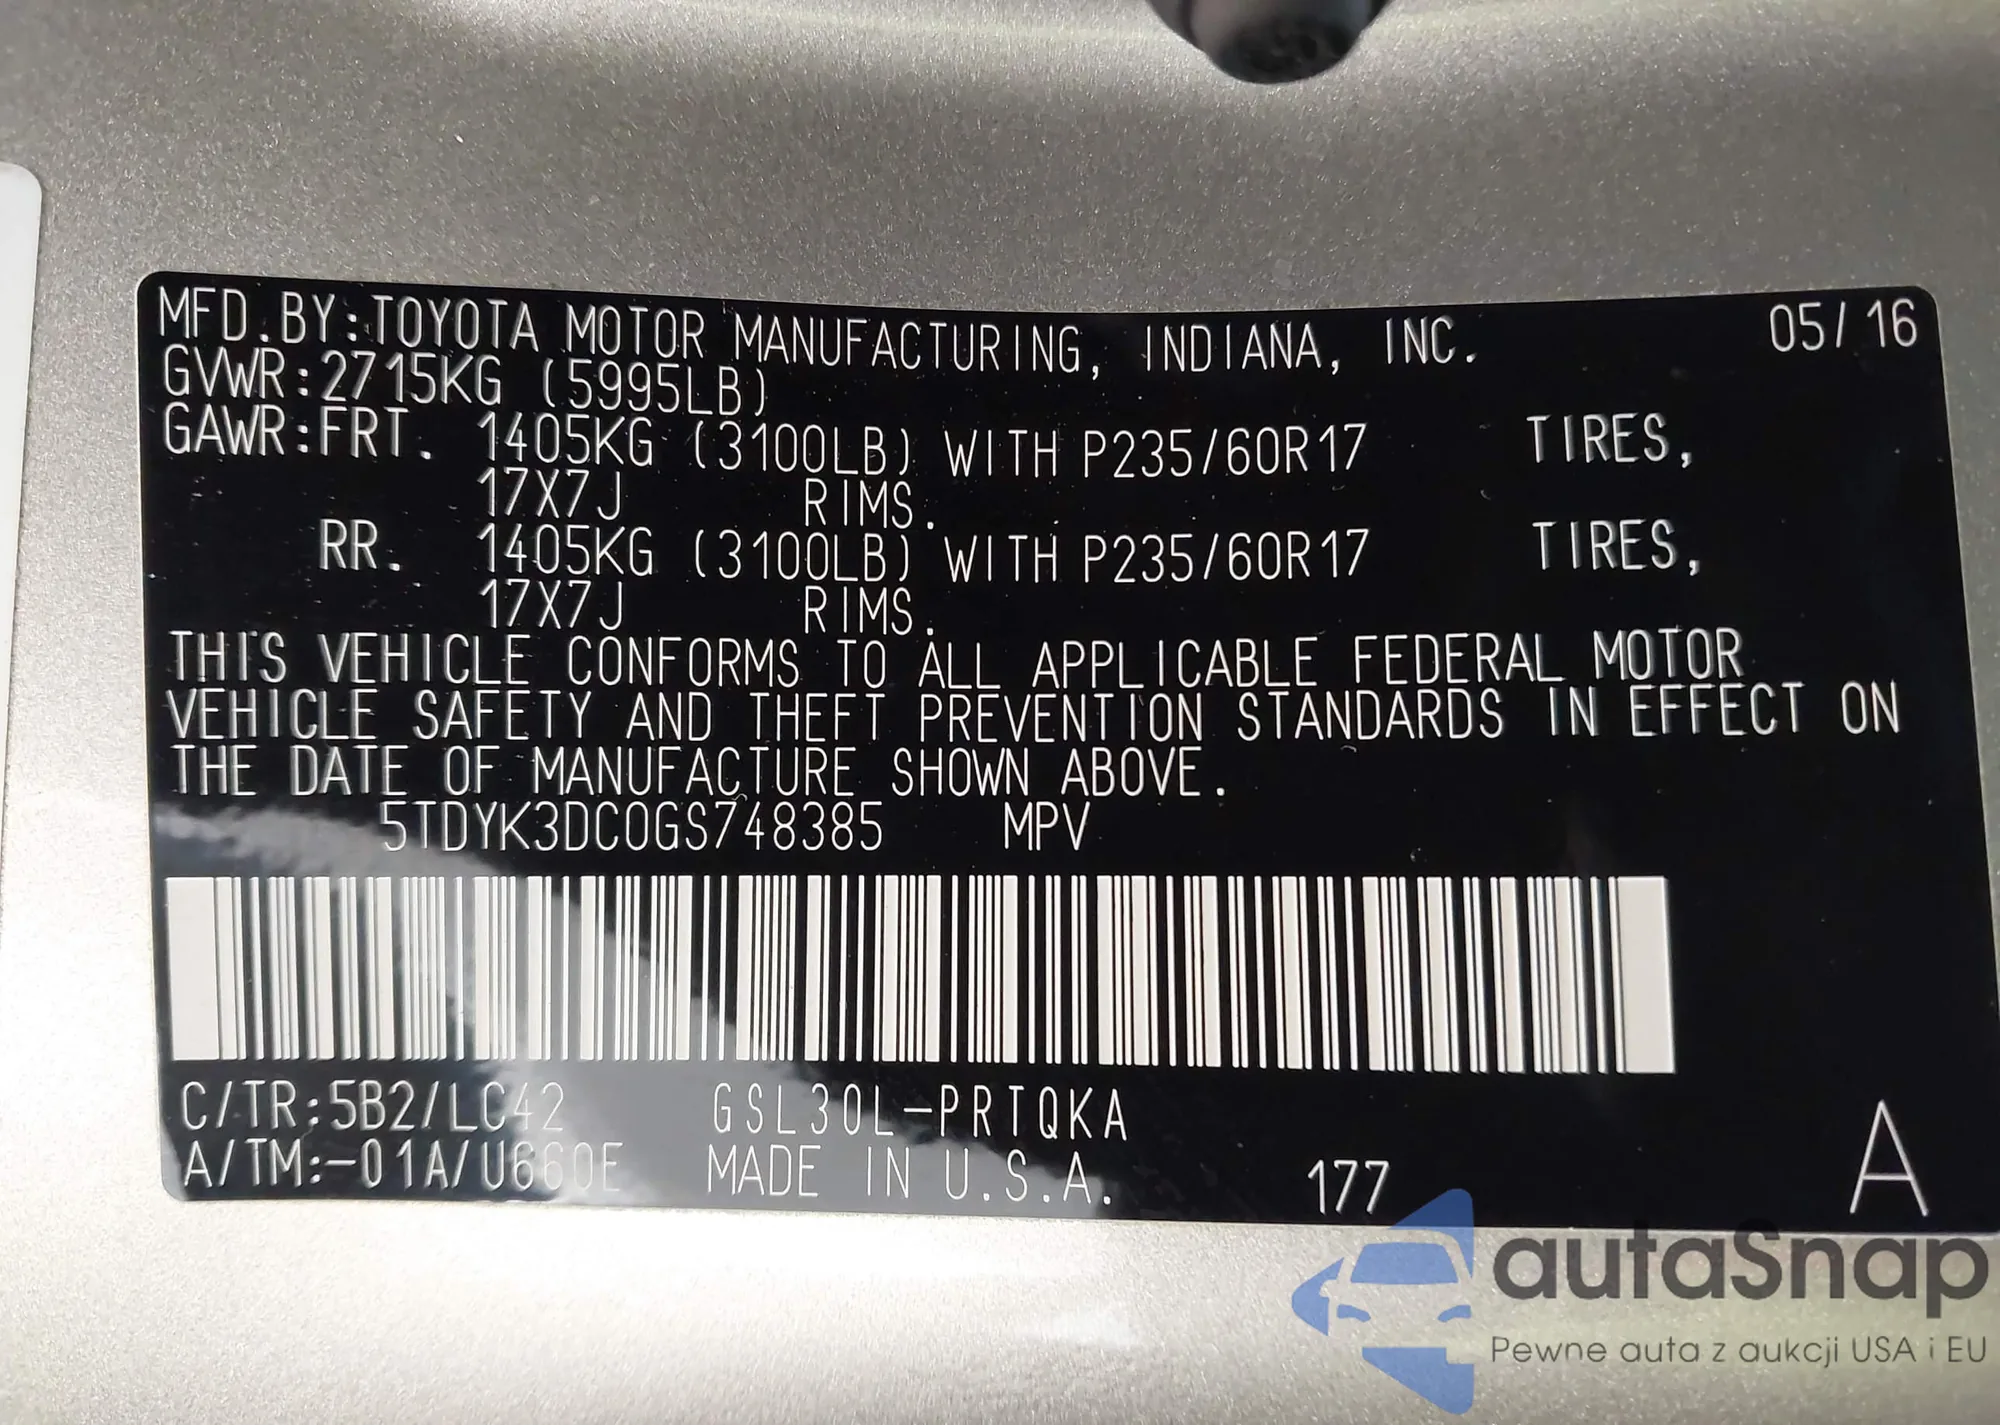 MFD.BY:TOYOTA MOTOR MANUFACTURING, INDIANA, INC. 05/16
GVWR:2715KG (5995LB)
GAWR:FRT. 1405KG (3100LB) WITH P235/60R17 TIRES,
17X7J RIMS.
RR. 1405KG (3100LB) WITH P235/60R17 TIRES,
17X7J RIMS.
THIS VEHICLE CONFORMS TO ALL APPLICABLE FEDERAL MOTOR
VEHICLE SAFETY AND THEFT PREVENTION STANDARDS IN EFFECT ON
THE DATE OF MANUFACTURE SHOWN ABOVE.
5TDYK3DC0GS748385 MPV
C/TR:5B2/LC42 GSL30L-PRTQKA
A/TM:-01A/U660E MADE IN U.S.A. 177 A
autaSnap
Pewne auta z aukcji USA i EU